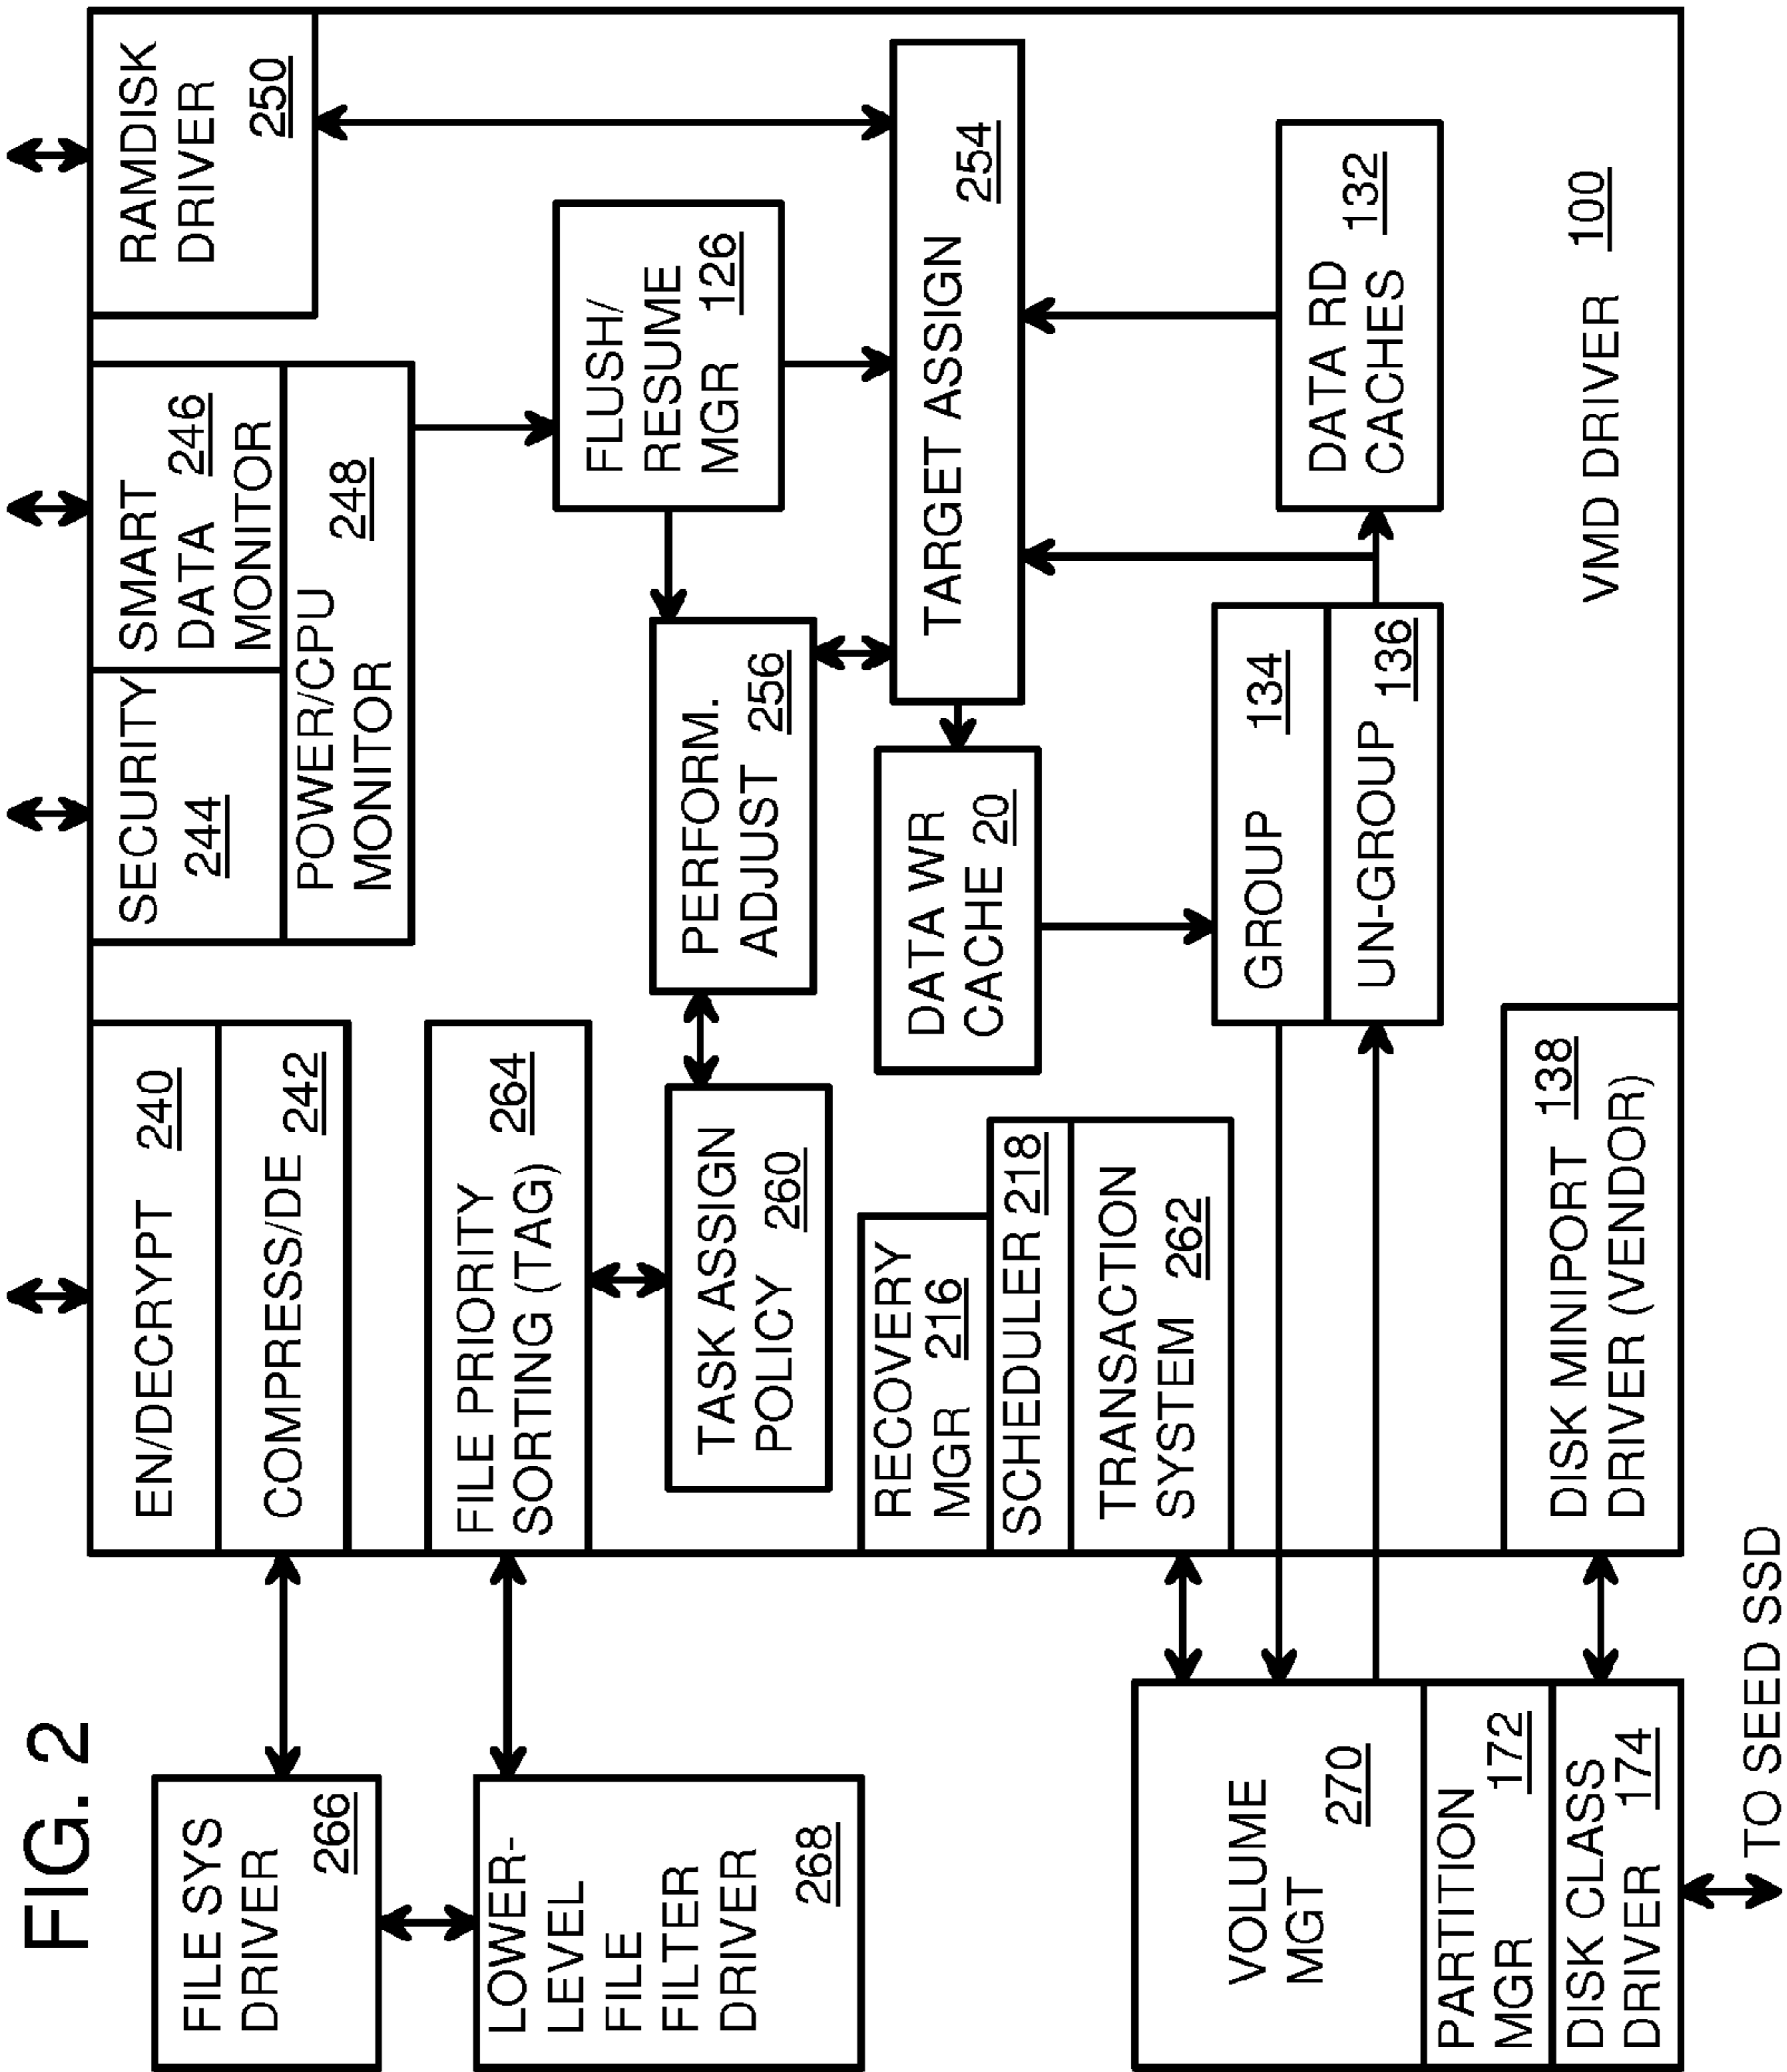 FIG. 2
FILE SYS
DRIVER
266
LOWER-
LEVEL
FILE
FILTER
DRIVER
268
VOLUME
MGT
270
PARTITION
MGR 172
DISK CLASS
DRIVER 174
TO SEED SSD
EN/DECRYPT 240
COMPRESS/DE 242
FILE PRIORITY
SORTING (TAG) 264
TASK ASSIGN
POLICY 260
RECOVERY
MGR 216
SCHEDULER 218
TRANSACTION
SYSTEM 262
DISK MINIPORT 138
DRIVER (VENDOR)
SECURITY
244
SMART
DATA 246
MONITOR
POWER/CPU
MONITOR 248
PERFORM.
ADJUST 256
DATA WR
CACHE 20
GROUP 134
UN-GROUP 136
FLUSH/
RESUME
MGR 126
RAMDISK
DRIVER
250
TARGET ASSIGN 254
DATA RD
CACHES 132
VMD DRIVER 100